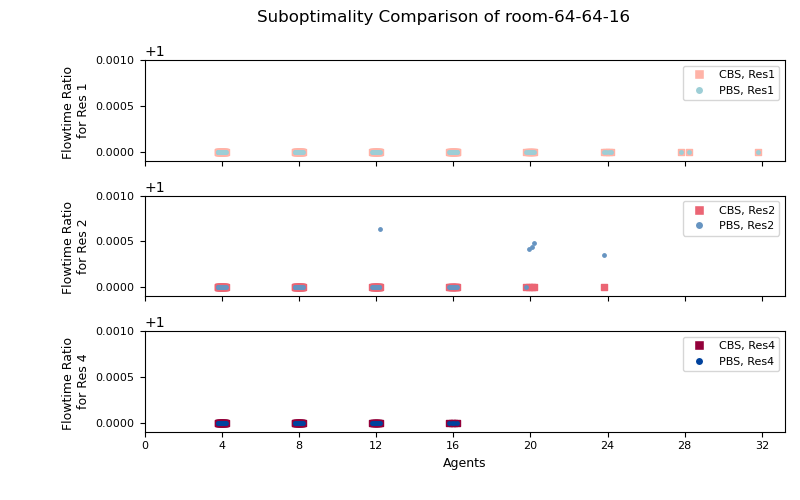 Suboptimality Comparison of room-64-64-16
+1
0.0010
0.0005
0.0000
Flowtime Ratio
for Res 1
CBS, Res1
PBS, Res1
+1
0.0010
0.0005
0.0000
Flowtime Ratio
for Res 2
CBS, Res2
PBS, Res2
+1
0.0010
0.0005
0.0000
Flowtime Ratio
for Res 4
CBS, Res4
PBS, Res4
0 4 8 12 16 20 24 28 32
Agents